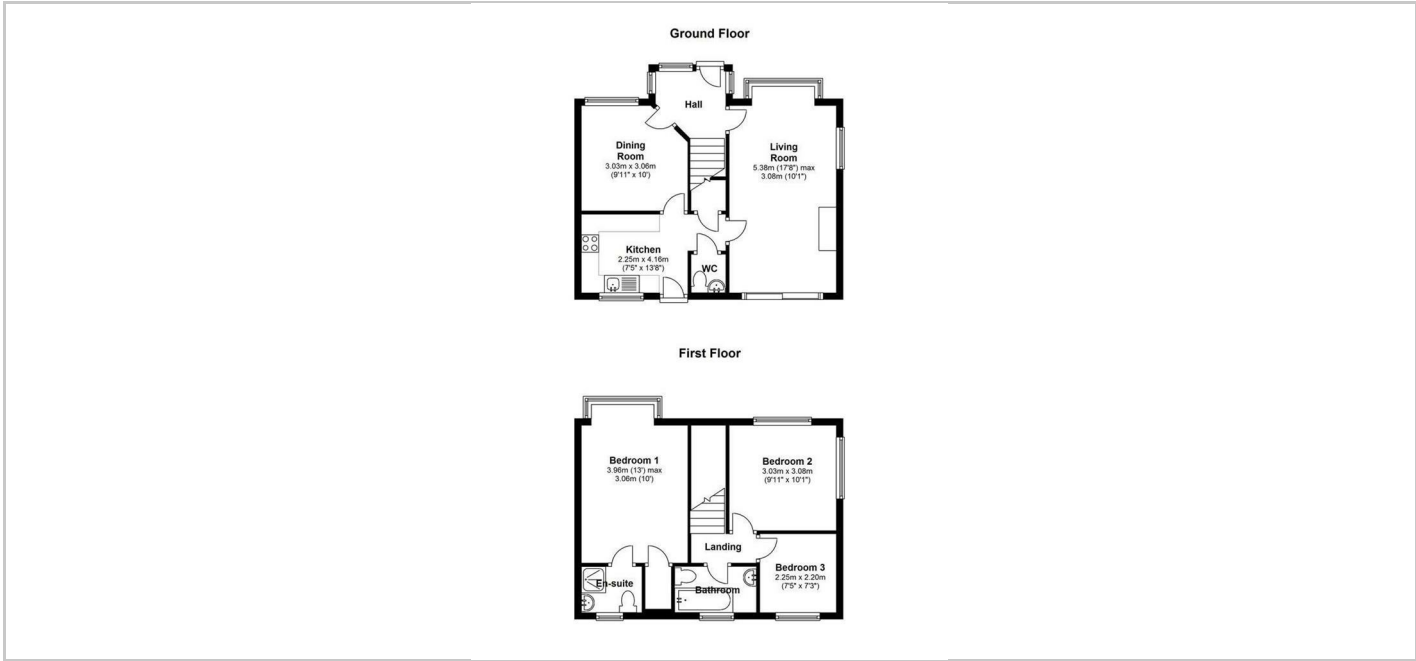 Ground Floor
Hall
Dining
Room
3.03m x 3.06m
(9'11" x 10')
Living
Room
5.38m (17'8") max
3.08m (10'1")
Kitchen
2.25m x 4.16m
(7'5" x 13'8")
WC
First Floor
Bedroom 1
3.96m (13') max
3.06m (10')
Bedroom 2
3.03m x 3.08m
(9'11" x 10'1")
Landing
Bedroom 3
2.25m x 2.20m
(7'5" x 7'3")
En-suite
Bathroom